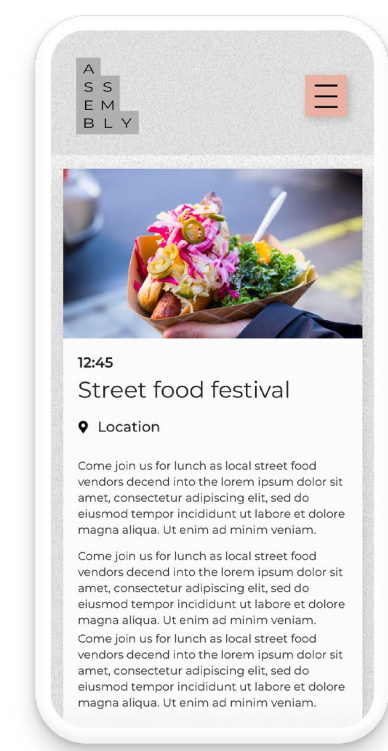 A
S S
E M
B L Y
12:45
Street food festival
Location
Come join us for lunch as local street food
vendors decend into the lorem ipsum dolor sit
amet, consectetur adipiscing elit, sed do
eiusmod tempor incididunt ut labore et dolore
magna aliqua. Ut enim ad minim veniam.
Come join us for lunch as local street food
vendors decend into the lorem ipsum dolor sit
amet, consectetur adipiscing elit, sed do
eiusmod tempor incididunt ut labore et dolore
magna aliqua. Ut enim ad minim veniam.
Come join us for lunch as local street food
vendors decend into the lorem ipsum dolor sit
amet, consectetur adipiscing elit, sed do
eiusmod tempor incididunt ut labore et dolore
magna aliqua. Ut enim ad minim veniam.